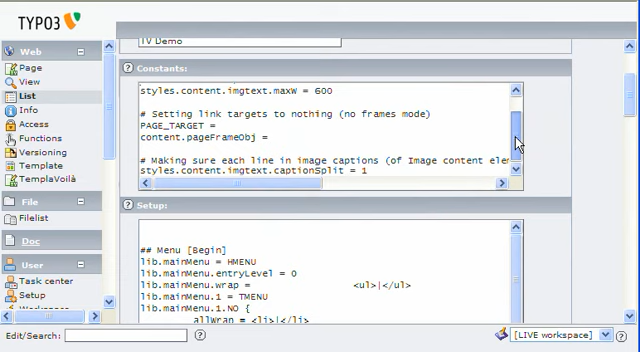 TYPO3
Web
Page
View
List
Info
Access
Functions
Versioning
Template
TemplaVoilà
File
Filelist
Doc
User
Task center
Setup
TV Demo
Constants:
styles.content.imgtext.maxW = 600
# Setting link targets to nothing (no frames mode)
PAGE_TARGET =
content.pageFrameObj =
# Making sure each line in image captions (of Image content ele
styles.content.imgtext.captionSplit = 1
Setup:
## Menu [Begin]
lib.mainMenu = HMENU
lib.mainMenu.entryLevel = 0
lib.mainMenu.wrap = <ul>|</ul>
lib.mainMenu.1 = TMENU
lib.mainMenu.1.NO {
allWrap = <li>|</li>
Edit/Search:
[LIVE workspace]